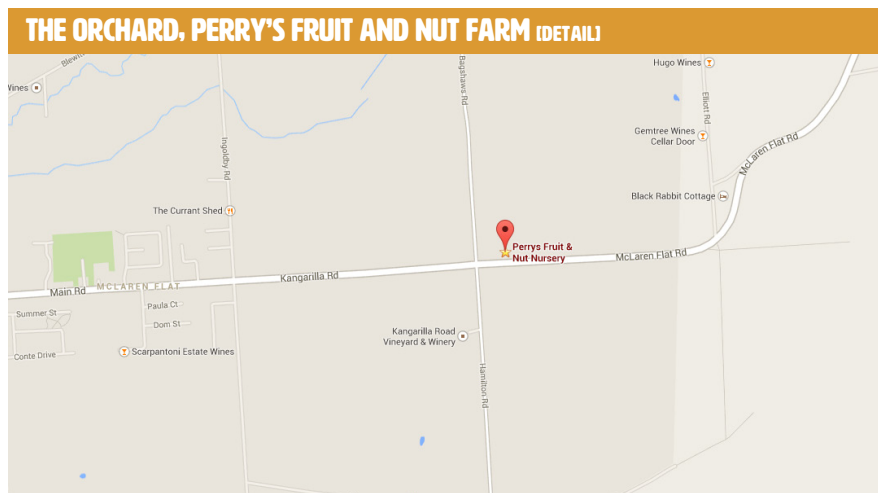 THE ORCHARD, PERRY'S FRUIT AND NUT FARM [DETAIL]
Hugo Wines
Bagshaws Rd
Elliott Rd
Gemtree Wines
Cellar Door
McLaren Flat Rd
Ingoldby Rd
Black Rabbit Cottage
The Currant Shed
Perrys Fruit &
Nut Nursery
McLaren Flat Rd
Kangarilla Rd
MCLAREN FLAT
Main Rd
Paula Ct
Summer St
Dom St
Kangarilla Road
Vineyard & Winery
Scarpantoni Estate Wines
Conte Drive
Hamilton Rd